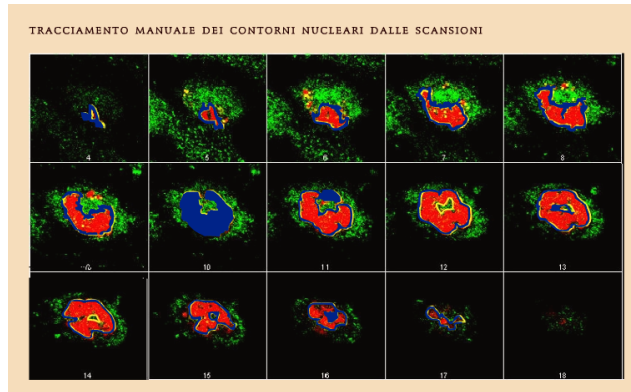 TRACCIAMENTO MANUALE DEI CONTORNI NUCLEARI DALLE SCANSIONI
4 5 6 7 8
10 11 12 13
14 15 16 17 18